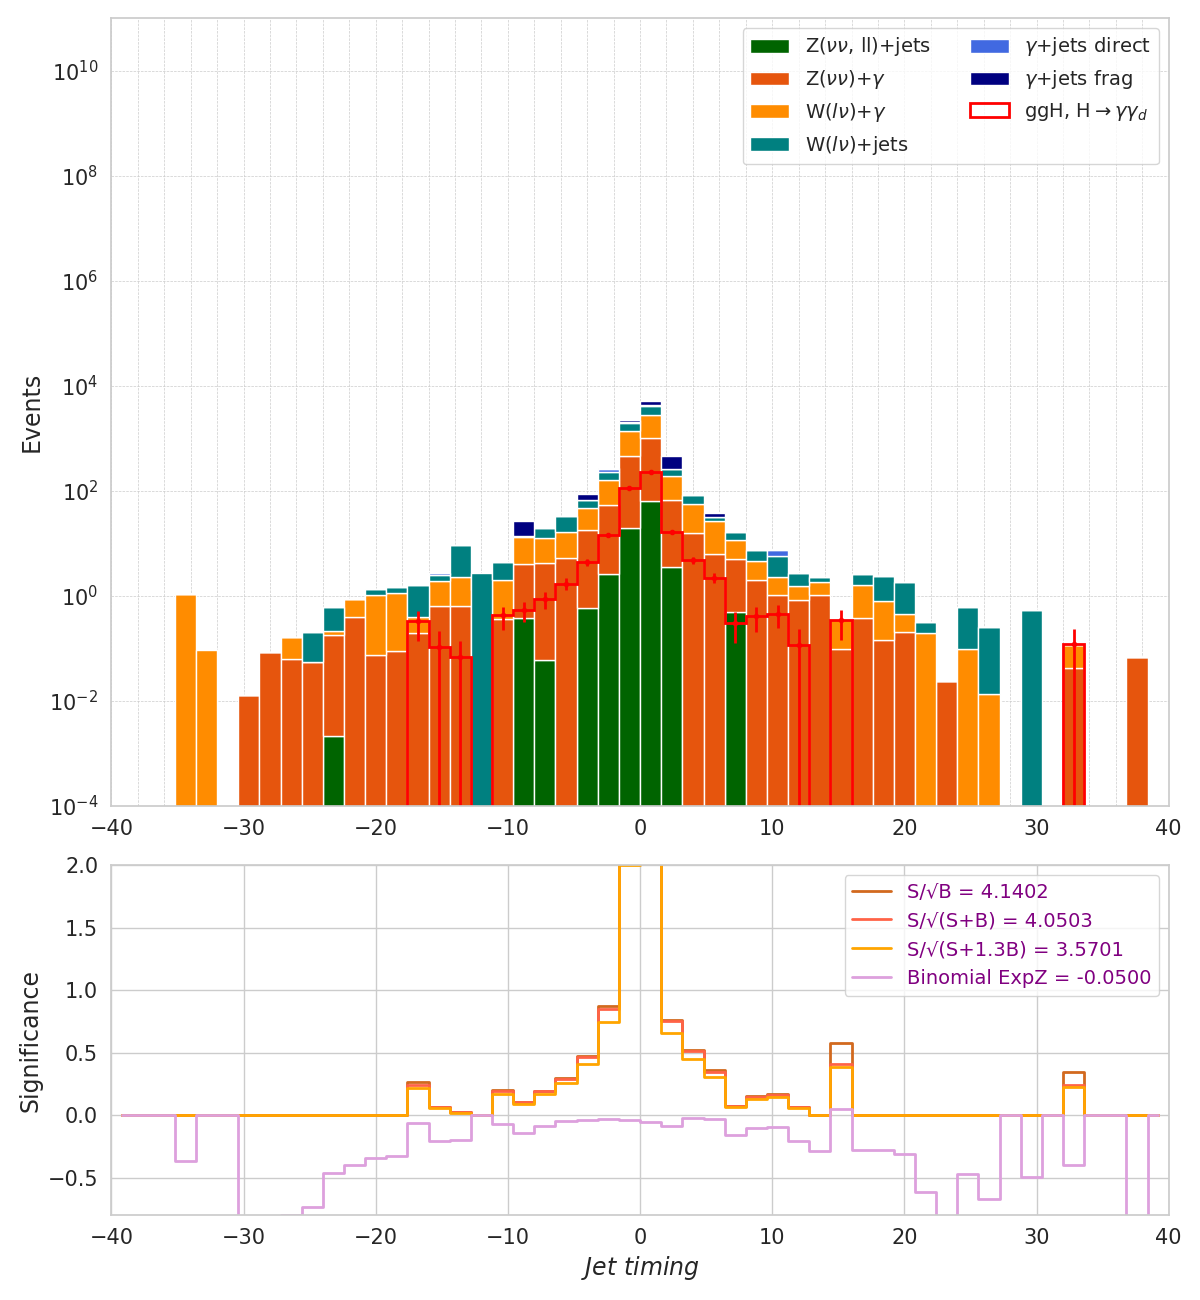 Z(νν, ll)+jets
Z(νν)+γ
W(lν)+γ
W(lν)+jets
γ+jets direct
γ+jets frag
ggH, H→γγ_d
Events
10^10
10^8
10^6
10^4
10^2
10^0
10^−2
10^−4
−40 −30 −20 −10 0 10 20 30 40
S/√B = 4.1402
S/√(S+B) = 4.0503
S/√(S+1.3B) = 3.5701
Binomial ExpZ = -0.0500
Significance
2.0
1.5
1.0
0.5
0.0
−0.5
−40 −30 −20 −10 0 10 20 30 40
Jet timing